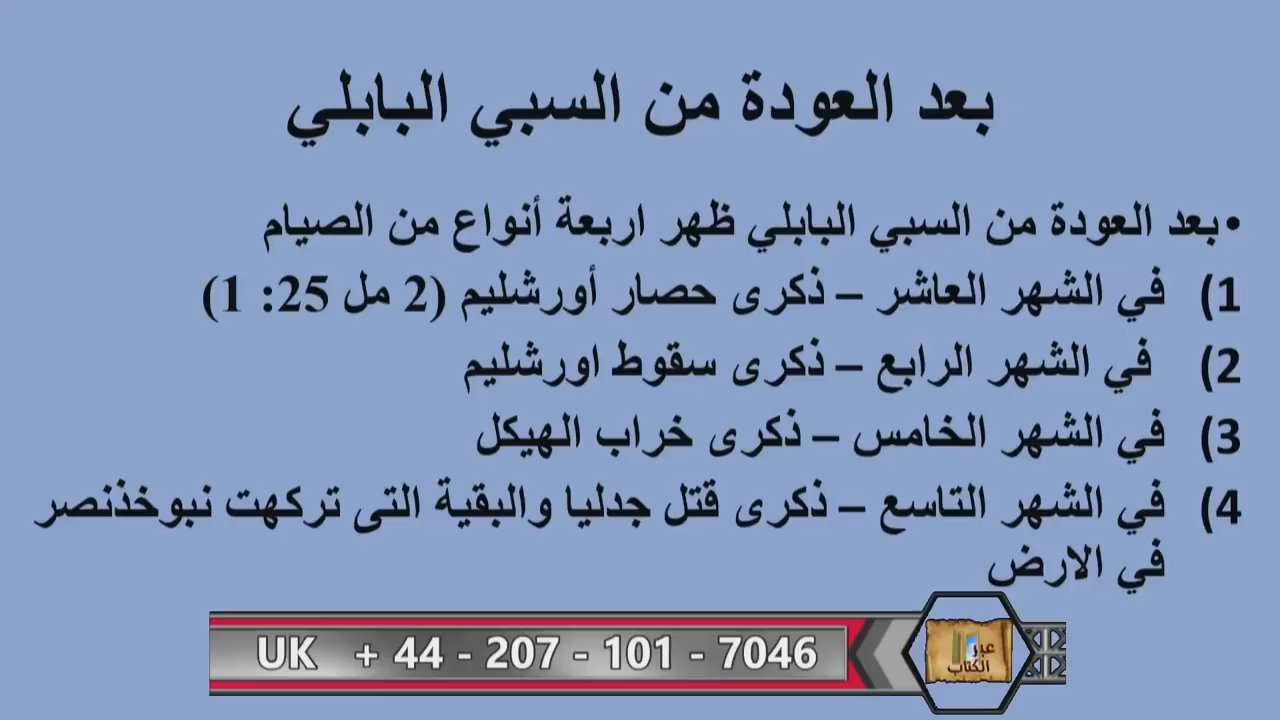 بعد العودة من السبي البابلي
•بعد العودة من السبي البابلي ظهر اربعة أنواع من الصيام
1) في الشهر العاشر – ذكرى حصار أورشليم (2 مل 25: 1)
2) في الشهر الرابع – ذكرى سقوط اورشليم
3) في الشهر الخامس – ذكرى خراب الهيكل
4) في الشهر التاسع – ذكرى قتل جدليا والبقية التى تركهت نبوخذنصر
في الارض
UK + 44 - 207 - 101 - 7046
عبر
الكتاب